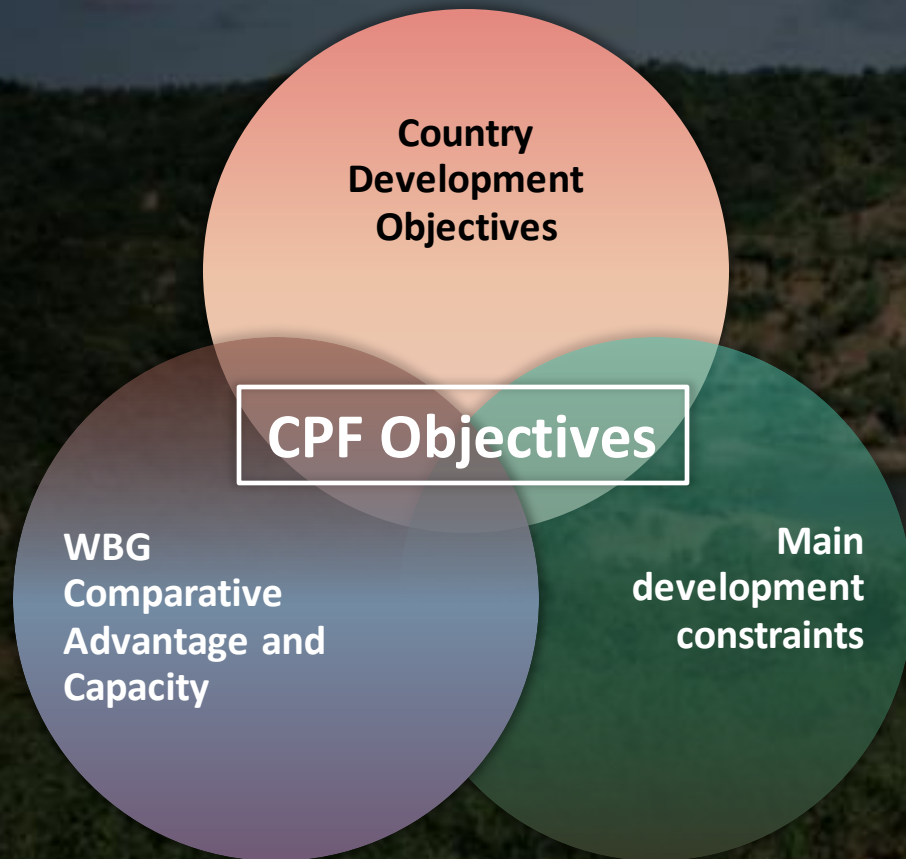 Country
Development
Objectives
CPF Objectives
WBG
Comparative
Advantage and
Capacity
Main
development
constraints